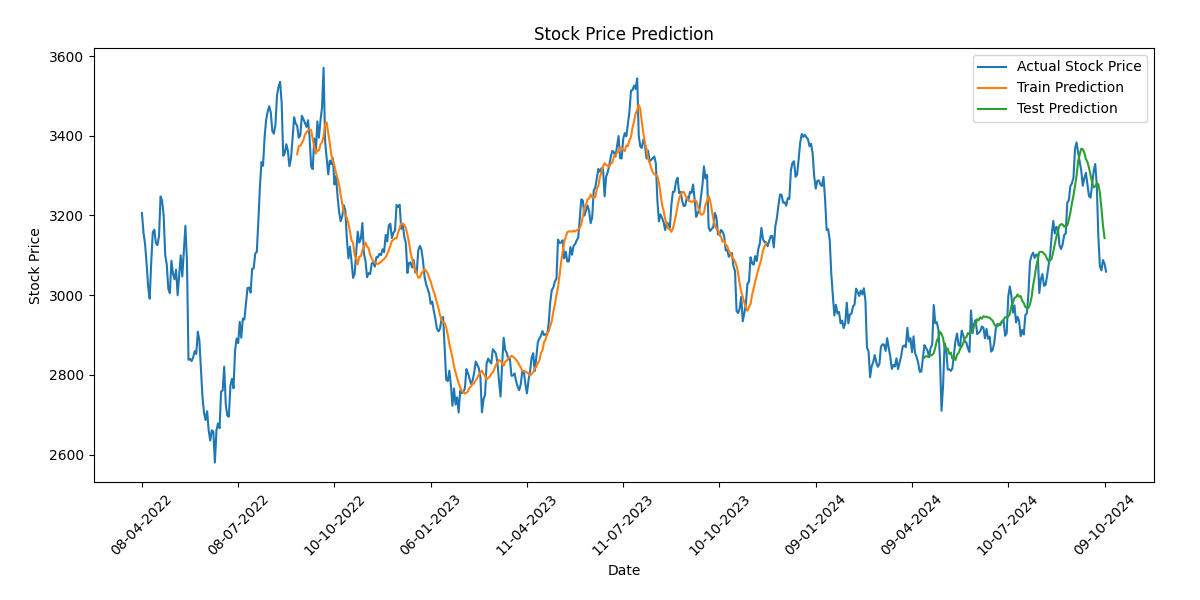 Stock Price Prediction
Actual Stock Price
Train Prediction
Test Prediction
Stock Price
3600
3400
3200
3000
2800
2600
08-04-2022
08-07-2022
10-10-2022
06-01-2023
11-04-2023
11-07-2023
10-10-2023
09-01-2024
09-04-2024
10-07-2024
09-10-2024
Date